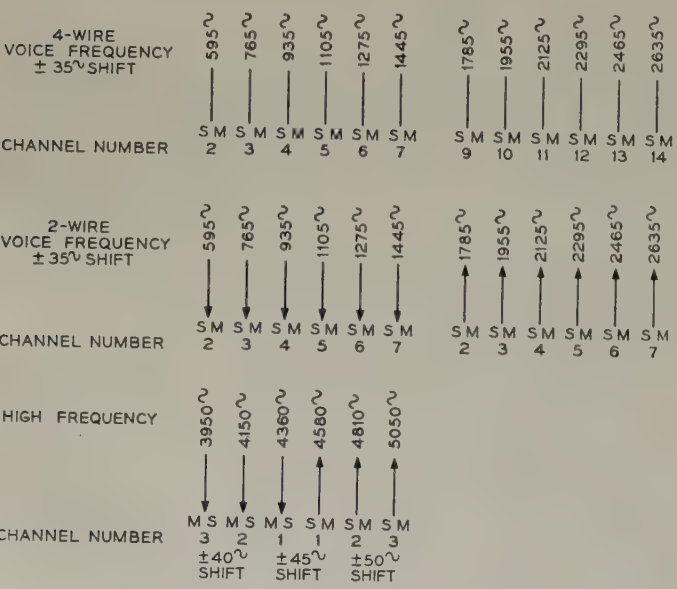 4-WIRE
VOICE FREQUENCY
± 35~ SHIFT
595~ 765~ 935~ 1105~ 1275~ 1445~ 1785~ 1955~ 2125~ 2295~ 2465~ 2635~
S M S M S M S M S M S M S M S M S M S M S M S M
CHANNEL NUMBER 2 3 4 5 6 7 9 10 11 12 13 14
2-WIRE
VOICE FREQUENCY
± 35~ SHIFT
595~ 765~ 935~ 1105~ 1275~ 1445~ 1785~ 1955~ 2125~ 2295~ 2465~ 2635~
S M S M S M S M S M S M S M S M S M S M S M S M
CHANNEL NUMBER 2 3 4 5 6 7 2 3 4 5 6 7
HIGH FREQUENCY 3950~ 4150~ 4360~ 4580~ 4810~ 5050~
M S M S M S S M S M S M
CHANNEL NUMBER 3 2 1 1 2 3
±40~ ±45~ ±50~
SHIFT SHIFT SHIFT